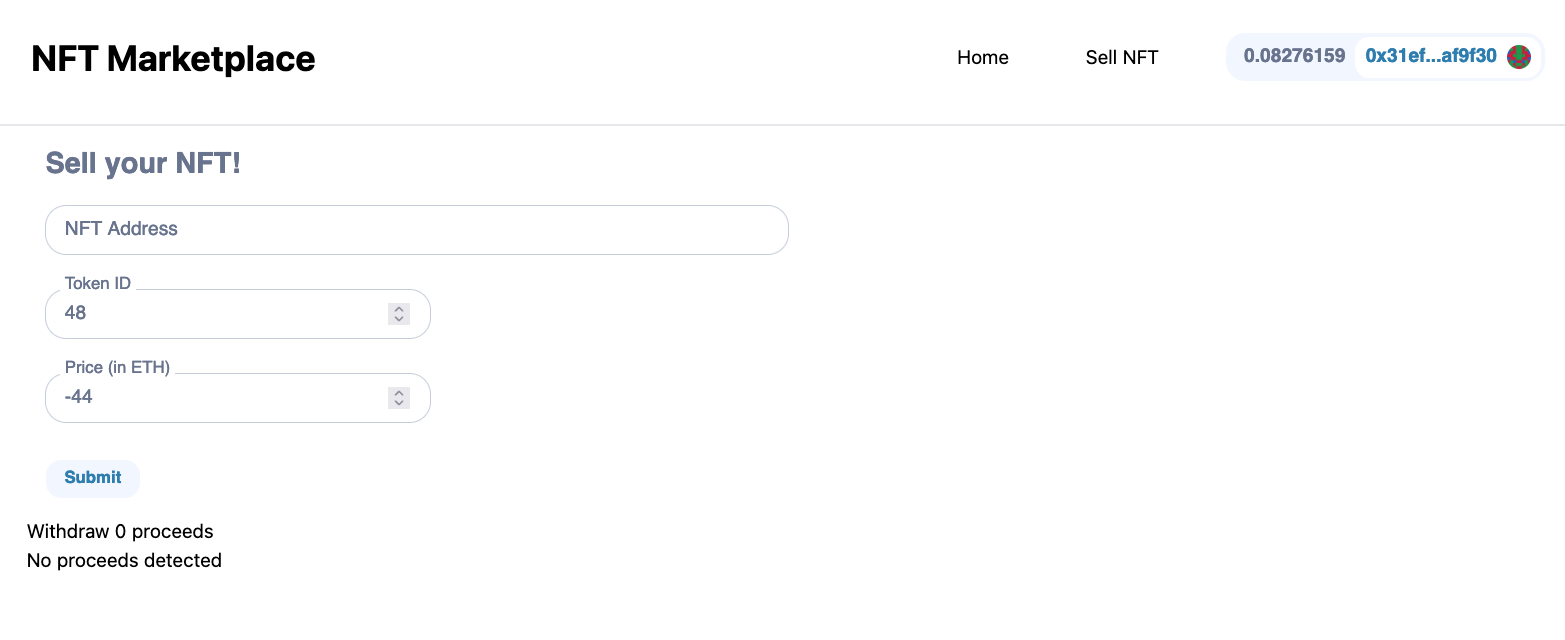 NFT Marketplace
Home
Sell NFT
0.08276159
0x31ef...af9f30
Sell your NFT!
NFT Address
Token ID
48
Price (in ETH)
-44
Submit
Withdraw 0 proceeds
No proceeds detected